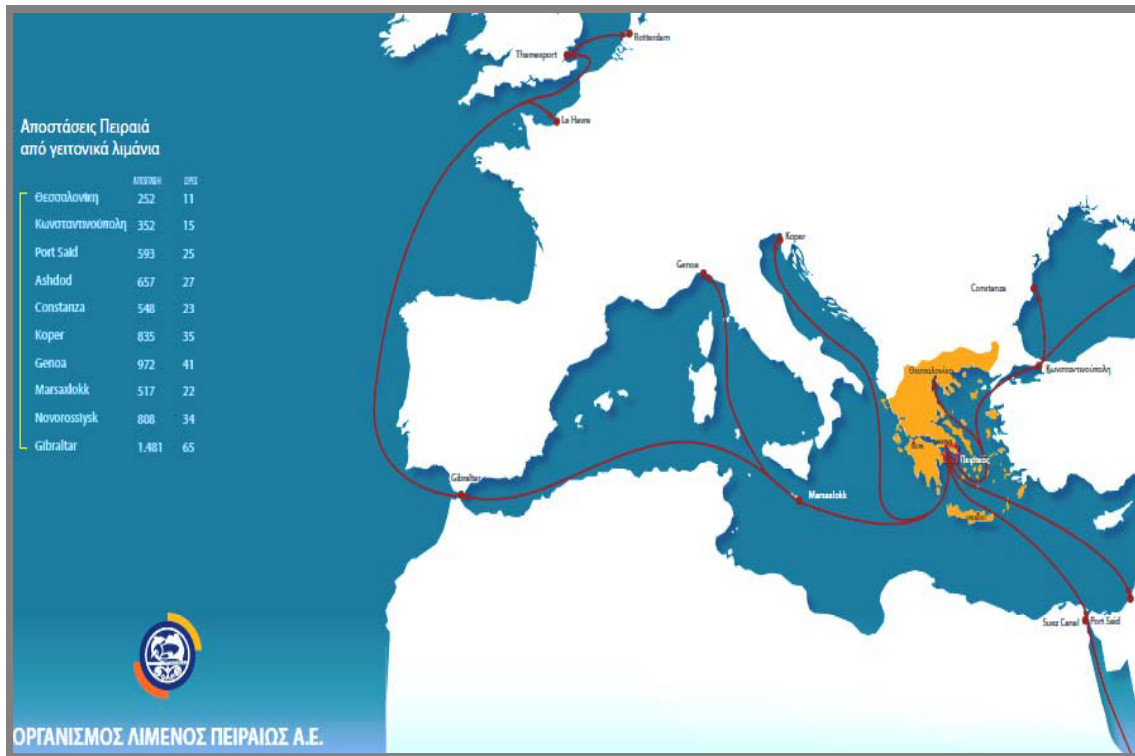 Αποστάσεις Πειραιά
από γειτονικά λιμάνια
ΑΠΟΣΤΑΣΗ ΩΡΕΣ
Θεσσαλονίκη 252 11
Κωνσταντινούπολη 352 15
Port Said 593 25
Ashdod 657 27
Constanza 548 23
Koper 835 35
Genoa 972 41
Marsaxlokk 517 22
Novorossiysk 808 34
Gibraltar 1.481 65
ΟΡΓΑΝΙΣΜΟΣ ΛΙΜΕΝΟΣ ΠΕΙΡΑΙΩΣ Α.Ε.
Rotterdam
Thamesport
Le Havre
Koper
Genoa
Constanza
Κωνσταντινούπολη
Θεσσαλονίκη
Πειραιάς
Gibraltar
Marsaxlokk
Suez Canal
Port Said